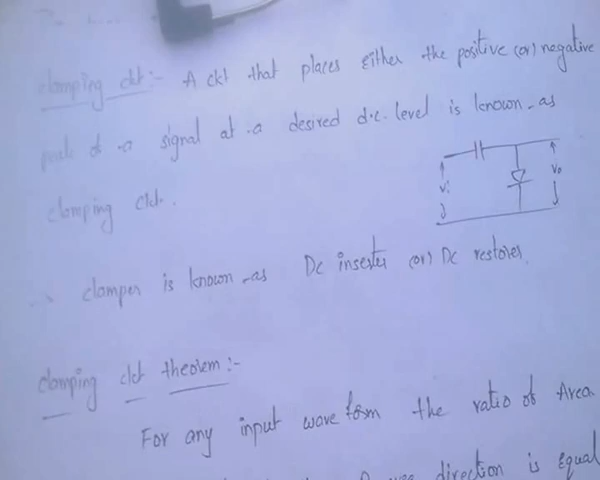 clamping ckt :- A ckt that places either the positive (or) negative
peak of a signal at a desired d.c. level is known as
clamping ckt.
Vi
Vo
clamper is known as Dc inserter (or) Dc restorer.
clamping ckt theorem :-
For any input wave form the ratio of Area
direction is equal